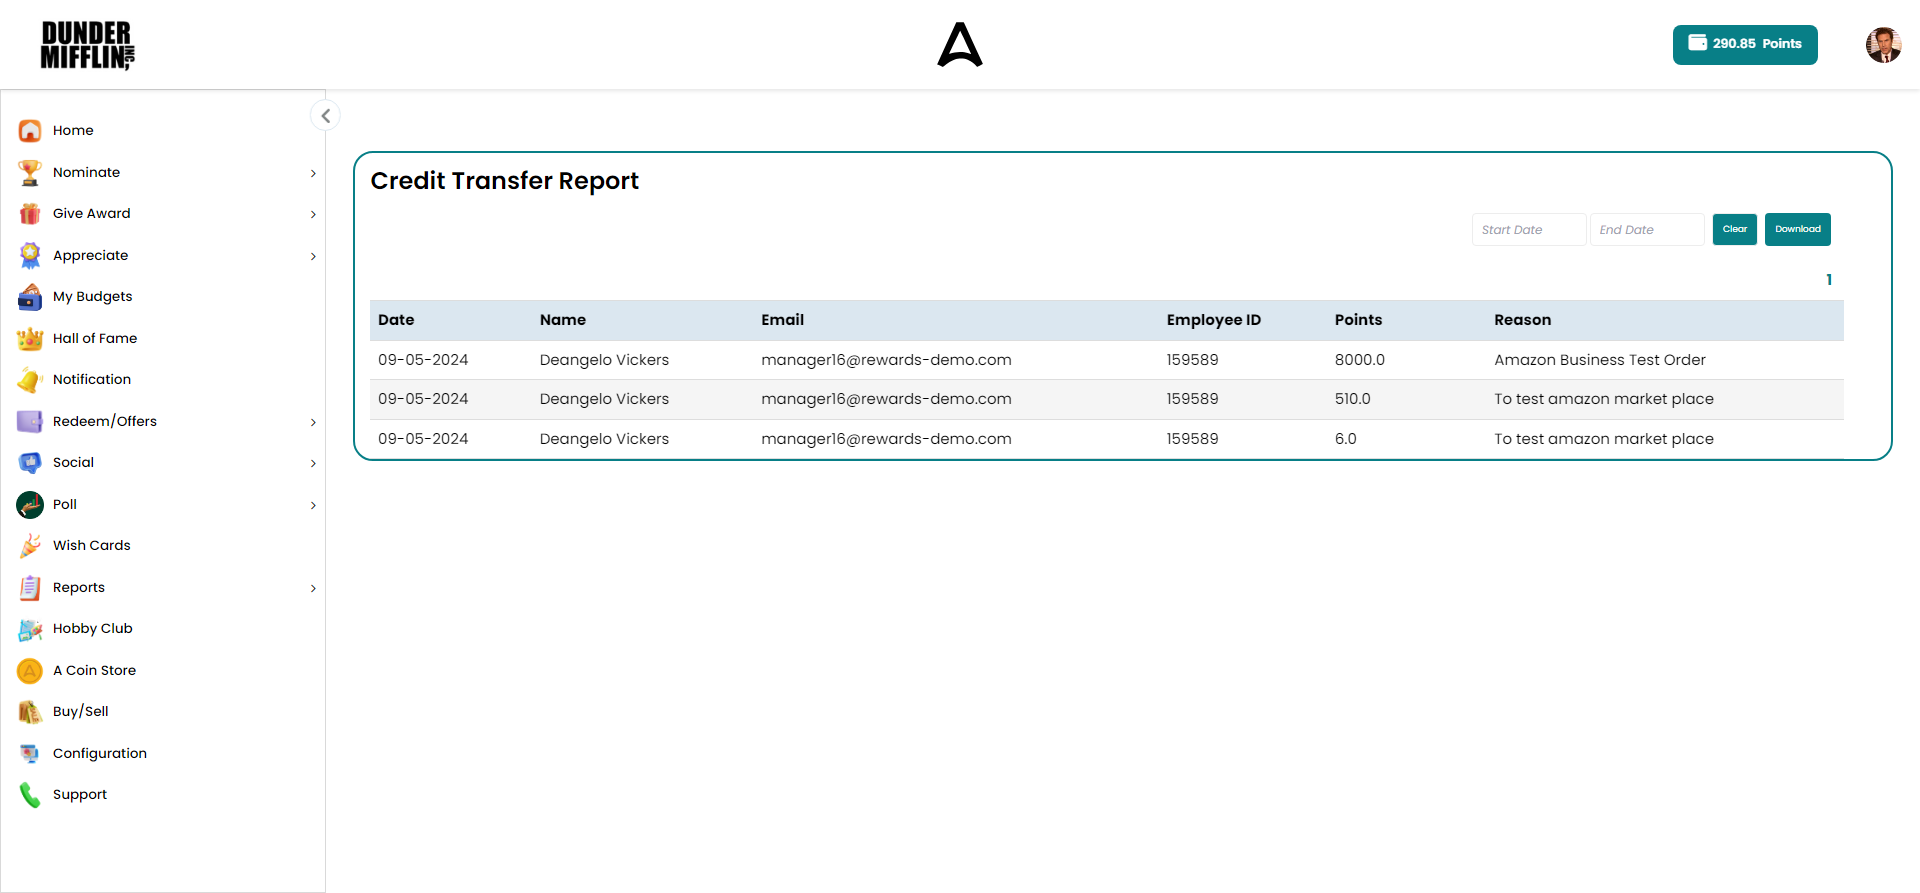 DUNDER
MIFFLIN INC,
290.85 Points
Home
Nominate
Give Award
Appreciate
My Budgets
Hall of Fame
Notification
Redeem/Offers
Social
Poll
Wish Cards
Reports
Hobby Club
A Coin Store
Buy/Sell
Configuration
Support
Credit Transfer Report
Start Date End Date Clear Download
1
Date Name Email Employee ID Points Reason
09-05-2024 Deangelo Vickers manager16@rewards-demo.com 159589 8000.0 Amazon Business Test Order
09-05-2024 Deangelo Vickers manager16@rewards-demo.com 159589 510.0 To test amazon market place
09-05-2024 Deangelo Vickers manager16@rewards-demo.com 159589 6.0 To test amazon market place